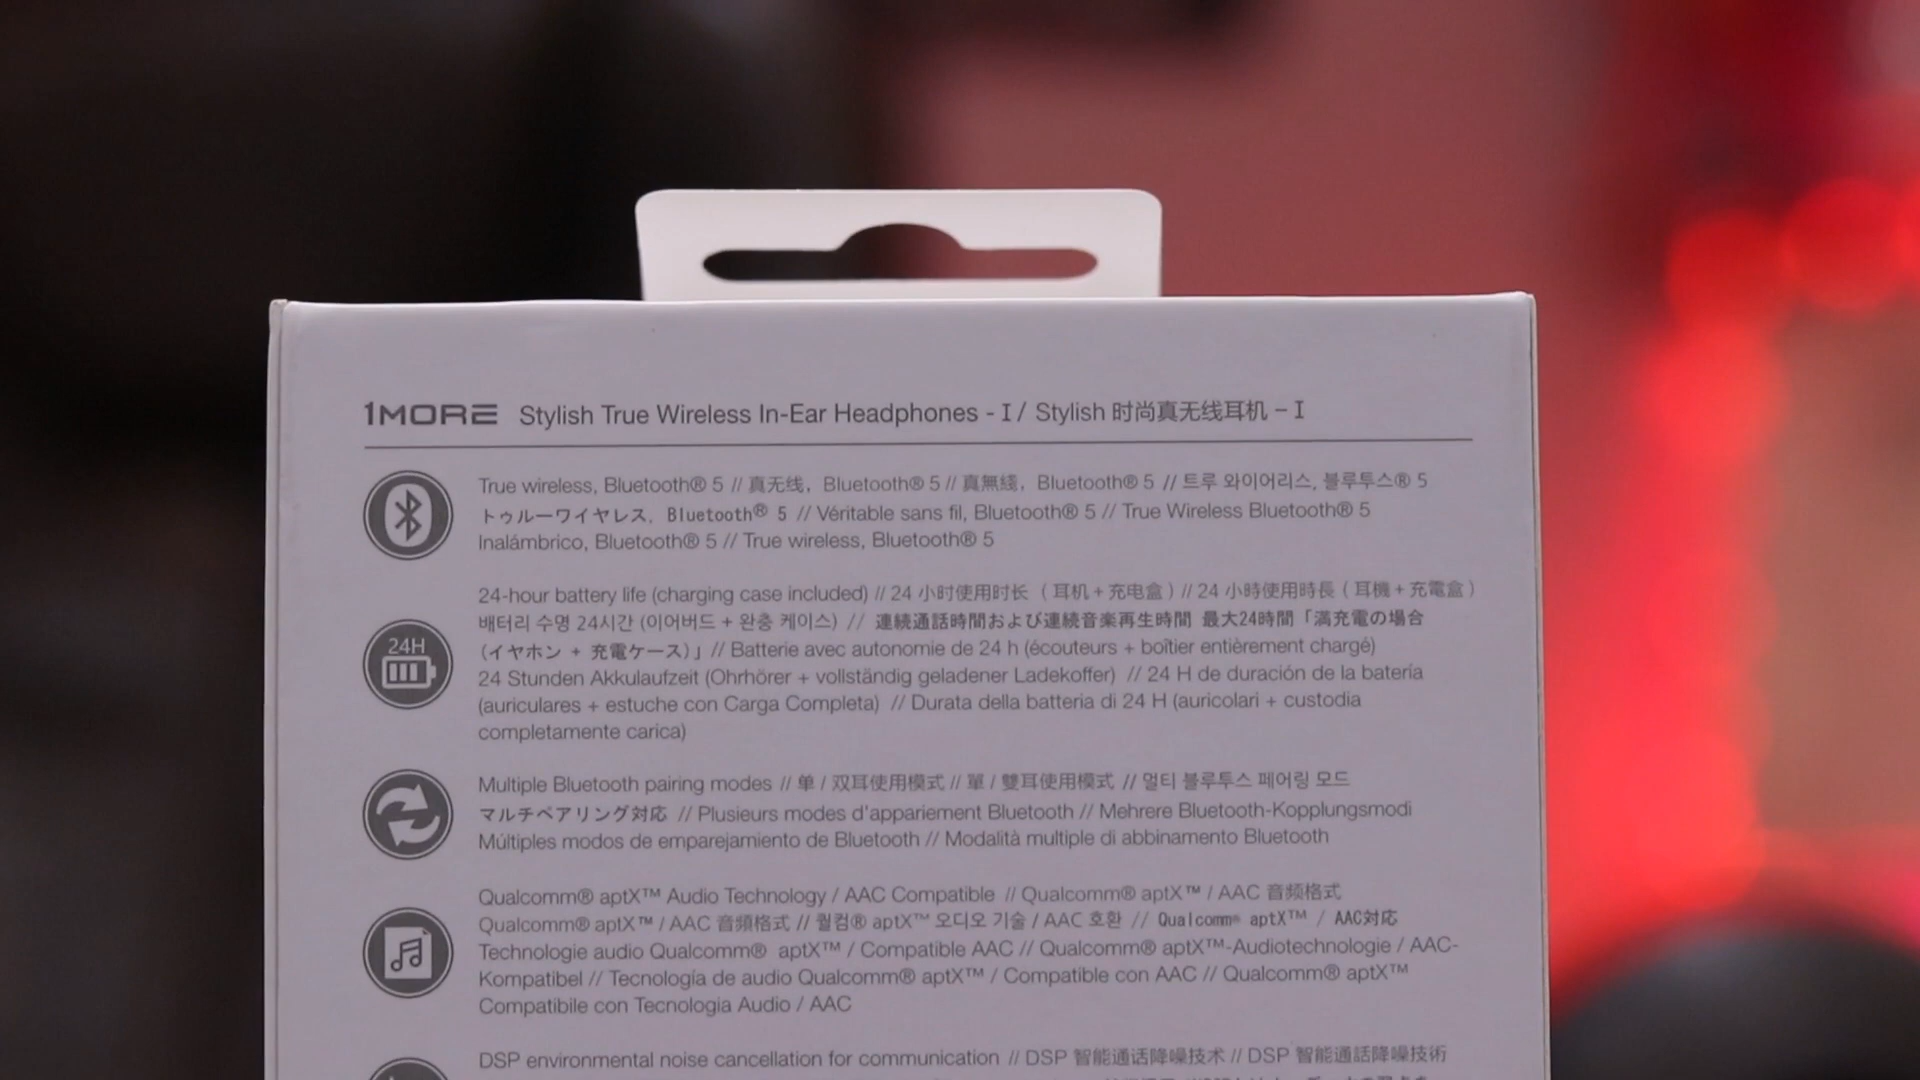 1MORE Stylish True Wireless In-Ear Headphones - I / Stylish 时尚真无线耳机 - I
True wireless, Bluetooth® 5 // 真无线，Bluetooth® 5 // 真無綫，Bluetooth® 5 // 트루 와이어리스, 블루투스® 5
トゥルーワイヤレス, Bluetooth® 5 // Véritable sans fil, Bluetooth® 5 // True Wireless Bluetooth® 5
Inalámbrico, Bluetooth® 5 // True wireless, Bluetooth® 5
24H
24-hour battery life (charging case included) // 24 小时使用时长（耳机+充电盒）// 24 小時使用時長（耳機+充電盒）
배터리 수명 24시간 (이어버드 + 완충 케이스) // 連続通話時間および連続音楽再生時間 最大24時間「満充電の場合
（イヤホン + 充電ケース）」// Batterie avec autonomie de 24 h (écouteurs + boîtier entièrement chargé)
24 Stunden Akkulaufzeit (Ohrhörer + vollständig geladener Ladekoffer) // 24 H de duración de la batería
(auriculares + estuche con Carga Completa) // Durata della batteria di 24 H (auricolari + custodia
completamente carica)
Multiple Bluetooth pairing modes // 单 / 双耳使用模式 // 單 / 雙耳使用模式 // 멀티 블루투스 페어링 모드
マルチペアリング対応 // Plusieurs modes d'appariement Bluetooth // Mehrere Bluetooth-Kopplungsmodi
Múltiples modos de emparejamiento de Bluetooth // Modalità multiple di abbinamento Bluetooth
Qualcomm® aptX™ Audio Technology / AAC Compatible // Qualcomm® aptX™ / AAC 音频格式
Qualcomm® aptX™ / AAC 音頻格式 // 퀄컴® aptX™ 오디오 기술 / AAC 호환 // Qualcomm® aptX™ / AAC対応
Technologie audio Qualcomm® aptX™ / Compatible AAC // Qualcomm® aptX™-Audiotechnologie / AAC-
Kompatibel // Tecnología de audio Qualcomm® aptX™ / Compatible con AAC // Qualcomm® aptX™
Compatibile con Tecnologia Audio / AAC
DSP environmental noise cancellation for communication // DSP 智能通话降噪技术 // DSP 智能通話降噪技術